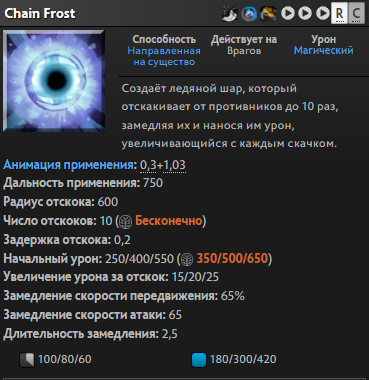 Chain Frost
R C
Способность Действует на Урон
Направленная Врагов Магический
на существо
Создаёт ледяной шар, который
отскакивает от противников до 10 раз,
замедляя их и нанося им урон,
увеличивающийся с каждым скачком.
Анимация применения: 0,3+1,03
Дальность применения: 750
Радиус отскока: 600
Число отскоков: 10 ( Бесконечно)
Задержка отскока: 0,2
Начальный урон: 250/400/550 ( 350/500/650)
Увеличение урона за отскок: 15/20/25
Замедление скорости передвижения: 65%
Замедление скорости атаки: 65
Длительность замедления: 2,5
100/80/60 180/300/420